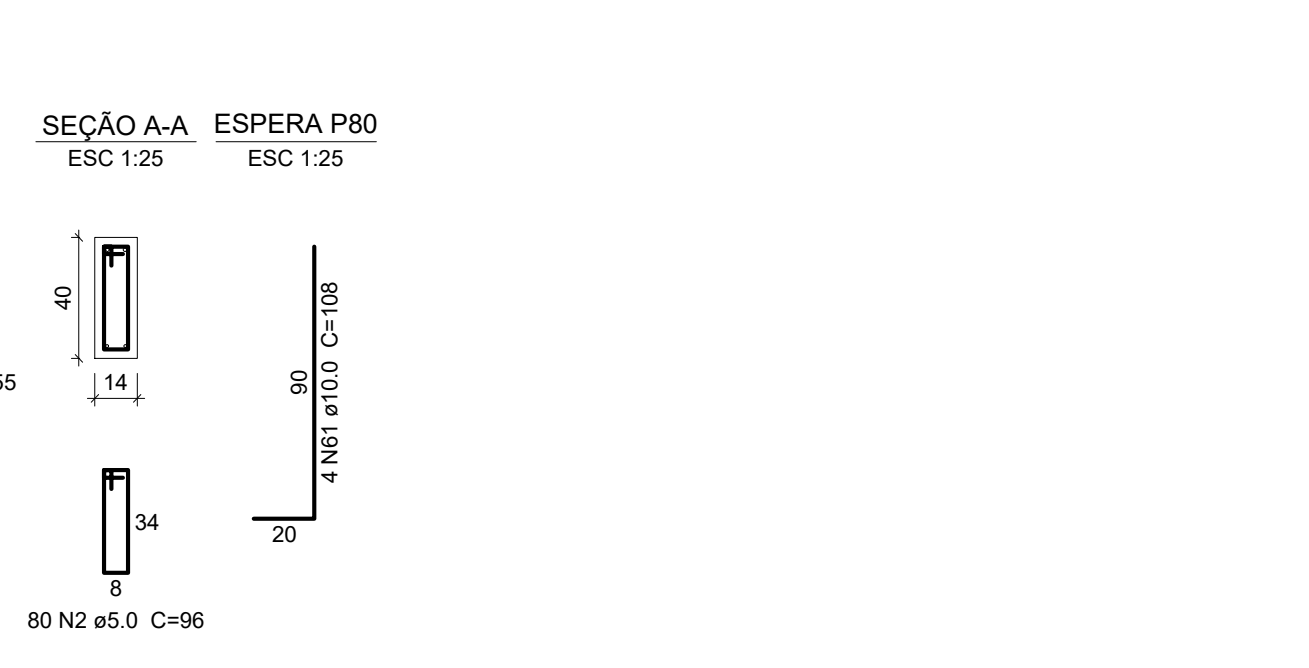 SEÇÃO A-A
ESC 1:25
ESPERA P80
ESC 1:25
40
14
34
8
80 N2 ø5.0 C=96
90
4 N61 ø10.0 C=108
20